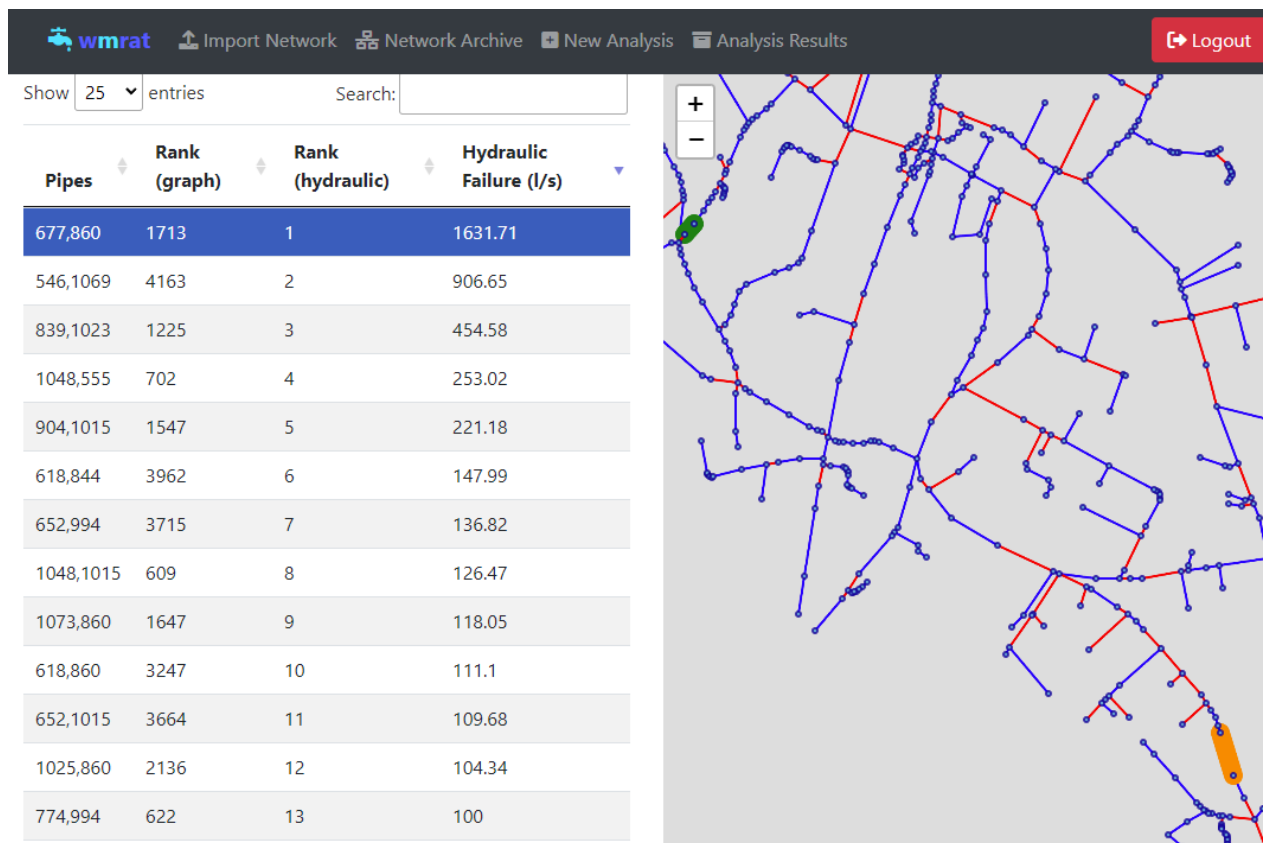 wmrat Import Network Network Archive New Analysis Analysis Results Logout
Show 25 entries Search:
+
−
Pipes Rank (graph) Rank (hydraulic) Hydraulic Failure (l/s)
677,860 1713 1 1631.71
546,1069 4163 2 906.65
839,1023 1225 3 454.58
1048,555 702 4 253.02
904,1015 1547 5 221.18
618,844 3962 6 147.99
652,994 3715 7 136.82
1048,1015 609 8 126.47
1073,860 1647 9 118.05
618,860 3247 10 111.1
652,1015 3664 11 109.68
1025,860 2136 12 104.34
774,994 622 13 100